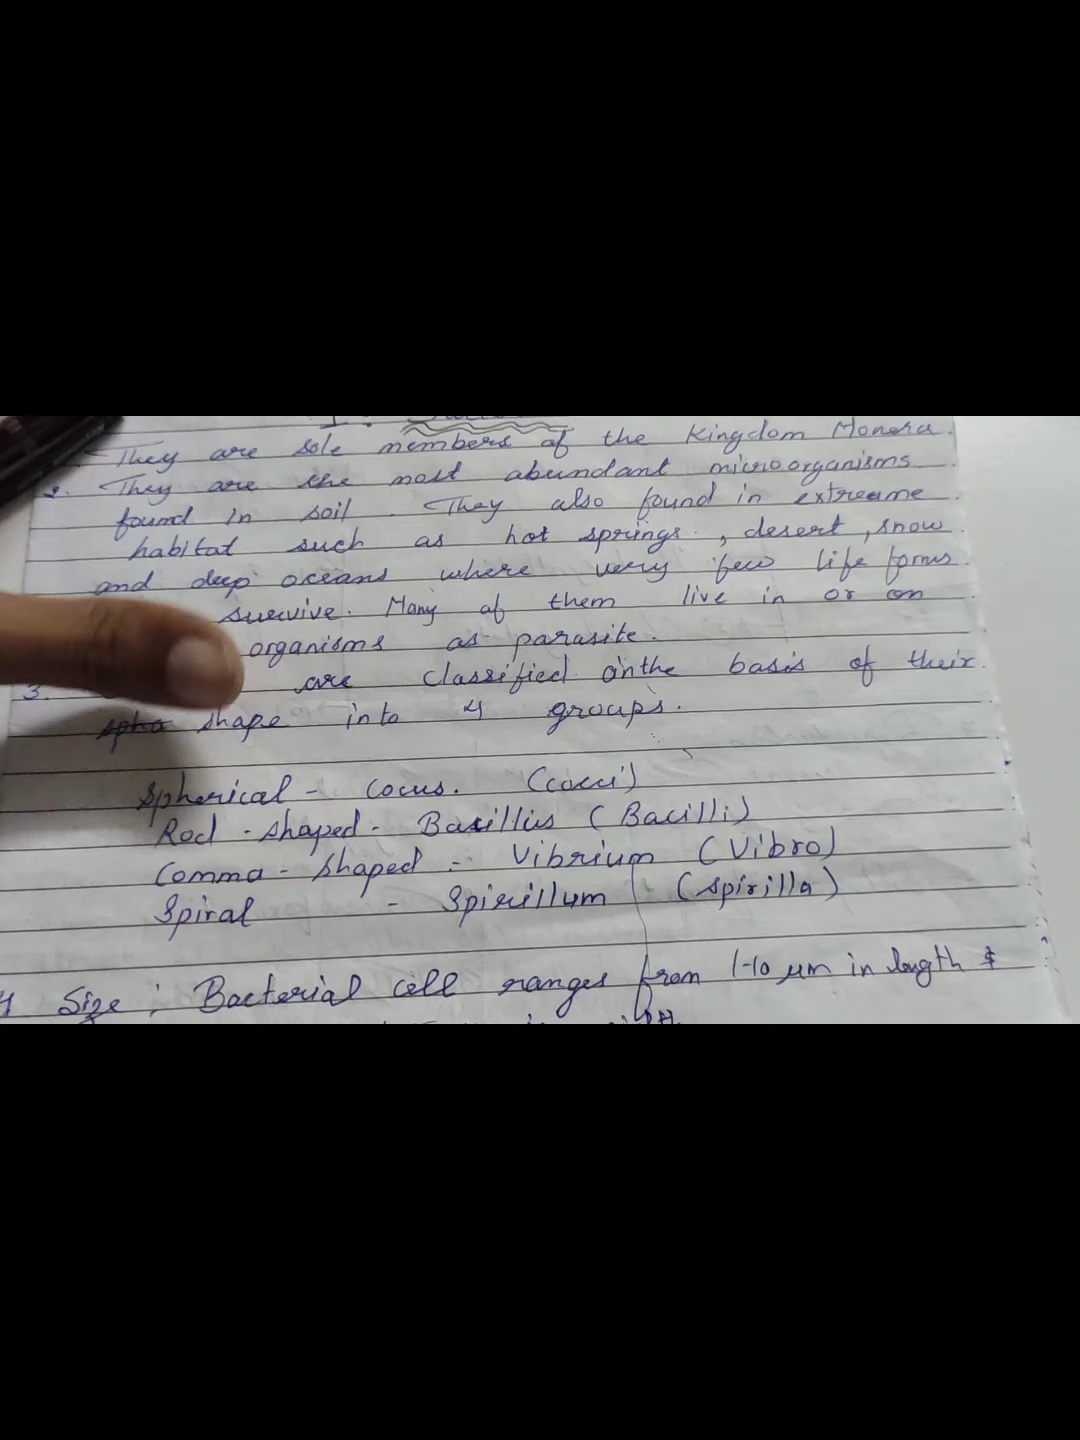 They are sole members of the Kingdom Monera.
2. They are the most abundant microorganisms
found in soil. They also found in extreame
habitat such as hot springs, desert, snow
and deep oceans where very few life forms
survive. Many of them live in or on
organisms as parasite.
3. are classified on the basis of their
shape into 4 groups.
Spherical - Cocus. (Cocci)
Rod-shaped - Bacillius (Bacilli)
Comma-shaped - Vibrium (Vibro)
Spiral - Spirillum (Spirilla)
4 Size: Bacterial cell ranges from 1-10 μm in length &